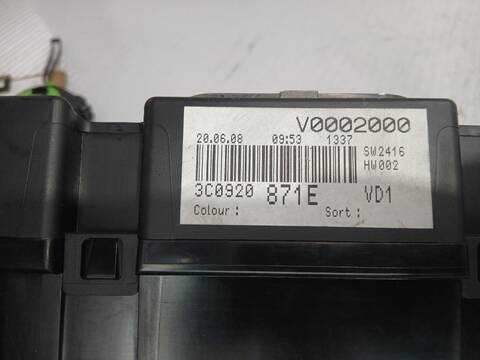 V0002000
20.06.08 09:53 1337
SW2416
HW002
3C0920 871E VD1
Colour : Sort :